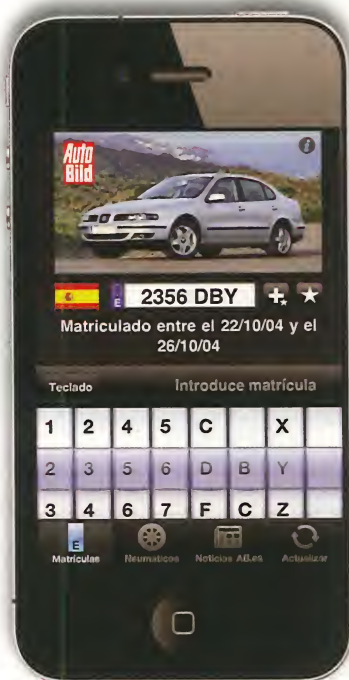 Auto
Bild
E 2356 DBY
Matriculado entre el 22/10/04 y el
26/10/04
Teclado Introduce matrícula
1 2 4 5 C X
2 3 5 6 D B Y
3 4 6 7 F C Z
E
Matrículas Neumaticos Noticias AB.es Actualizar